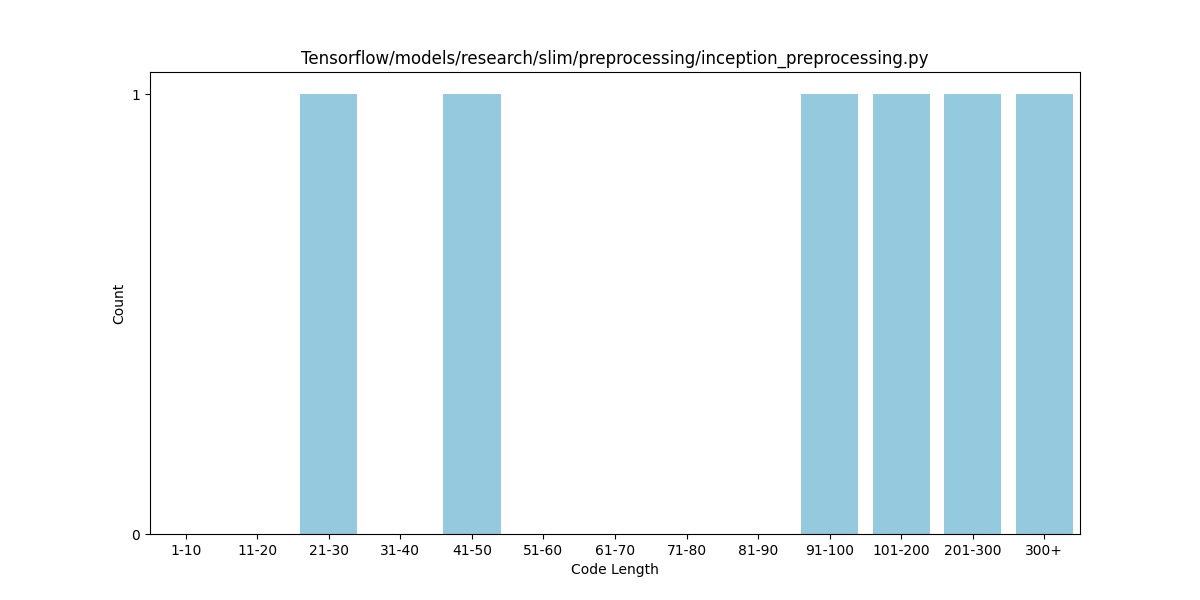 Tensorflow/models/research/slim/preprocessing/inception_preprocessing.py
1
Count
0
1-10 11-20 21-30 31-40 41-50 51-60 61-70 71-80 81-90 91-100 101-200 201-300 300+
Code Length